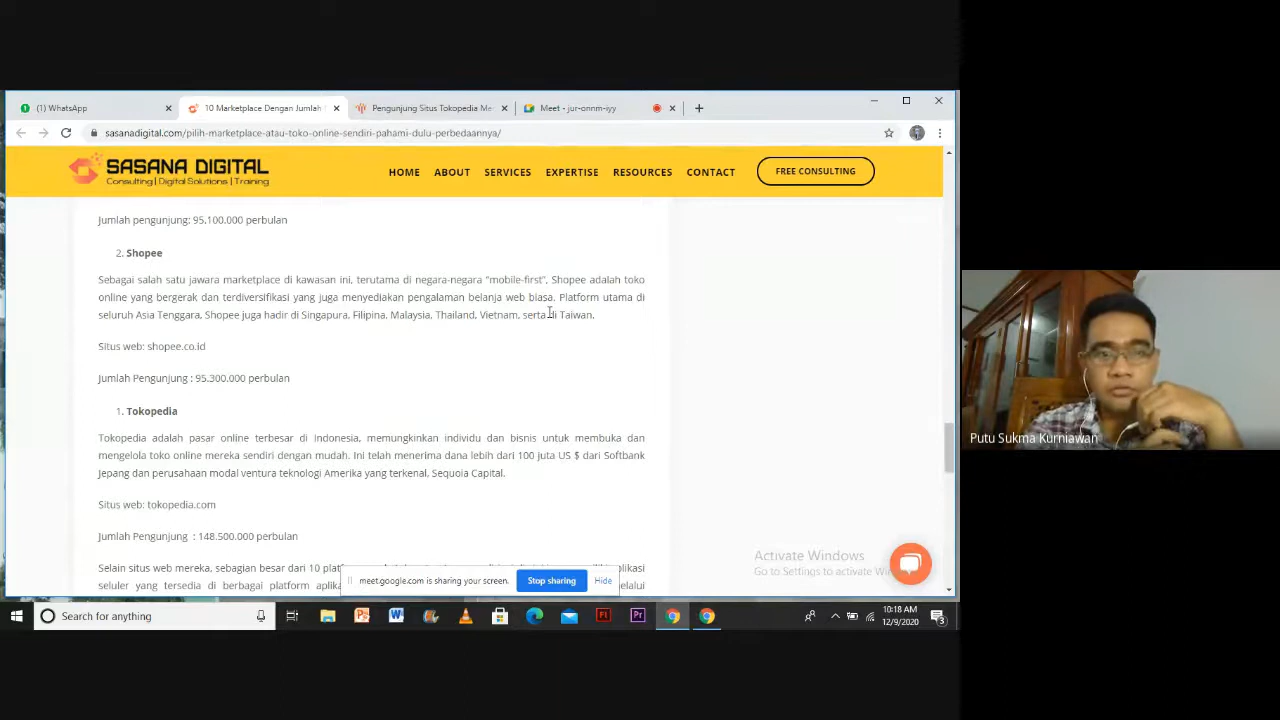 (1) WhatsApp
10 Marketplace Dengan Jumlah
Pengunjung Situs Tokopedia Me
Meet - jur-onnm-iyy
sasanadigital.com/pilih-marketplace-atau-toko-online-sendiri-pahami-dulu-perbedaannya/
SASANA DIGITAL
Consulting | Digital Solutions | Training
HOME ABOUT SERVICES EXPERTISE RESOURCES CONTACT FREE CONSULTING
Jumlah pengunjung: 95.100.000 perbulan
2. Shopee
Sebagai salah satu jawara marketplace di kawasan ini, terutama di negara-negara “mobile-first”, Shopee adalah toko
online yang bergerak dan terdiversifikasi yang juga menyediakan pengalaman belanja web biasa. Platform utama di
seluruh Asia Tenggara, Shopee juga hadir di Singapura, Filipina, Malaysia, Thailand, Vietnam, serta di Taiwan.
Situs web: shopee.co.id
Jumlah Pengunjung : 95.300.000 perbulan
1. Tokopedia
Tokopedia adalah pasar online terbesar di Indonesia, memungkinkan individu dan bisnis untuk membuka dan
mengelola toko online mereka sendiri dengan mudah. Ini telah menerima dana lebih dari 100 juta US $ dari Softbank
Jepang dan perusahaan modal ventura teknologi Amerika yang terkenal, Sequoia Capital.
Situs web: tokopedia.com
Jumlah Pengunjung : 148.500.000 perbulan
Selain situs web mereka, sebagian besar dari 10
seluler yang tersedia di berbagai platform
meet.google.com is sharing your screen. Stop sharing Hide
Activate Windows
Go to Settings to activate
Putu Sukma Kurniawan
Search for anything
10:18 AM
12/9/2020
3